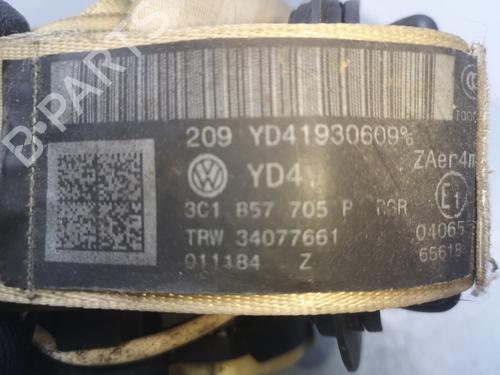 B-PARTS
209 YD41930609%
ZAer4m
YD4
3C1 857 705 P RGR
E1
TRW 34077661
04065
65618
011184 Z